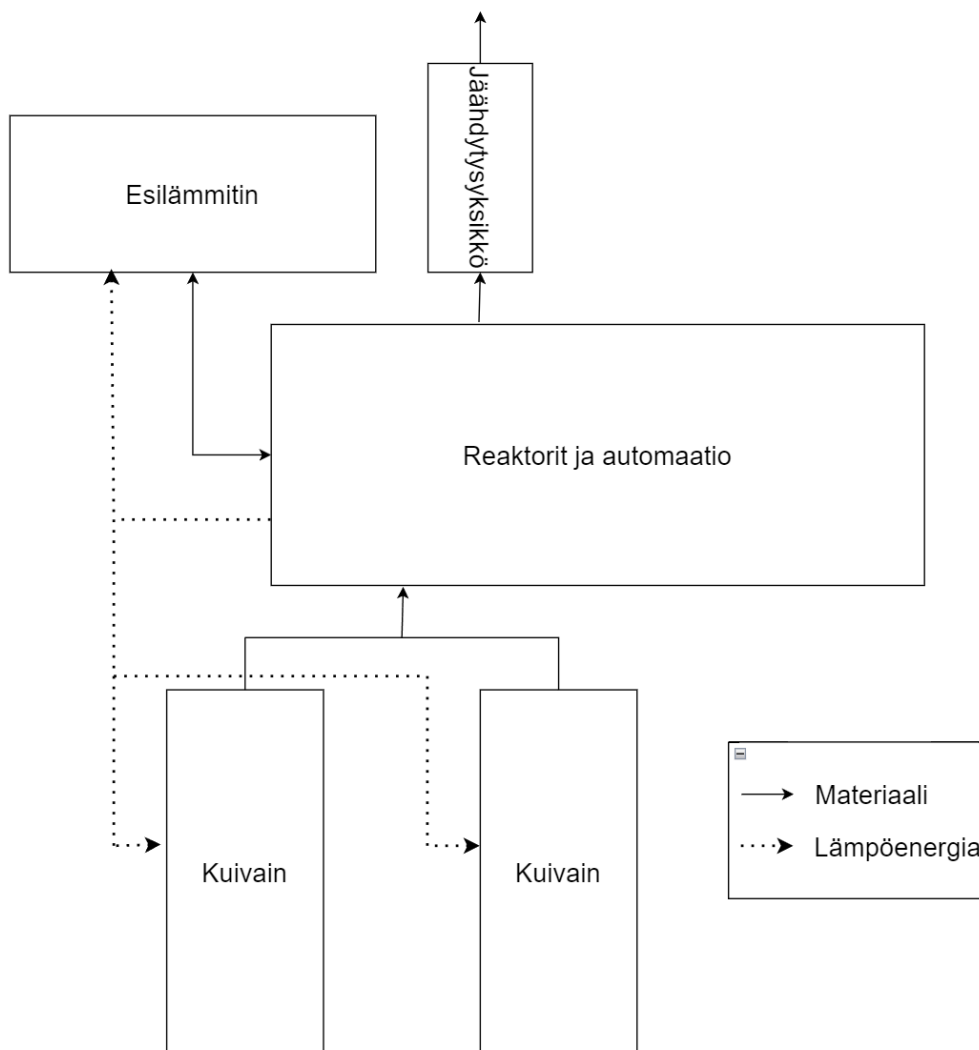 Jäähdytysyksikkö
Esilämmitin
Reaktorit ja automaatio
Kuivain
Kuivain
Materiaali
Lämpöenergia